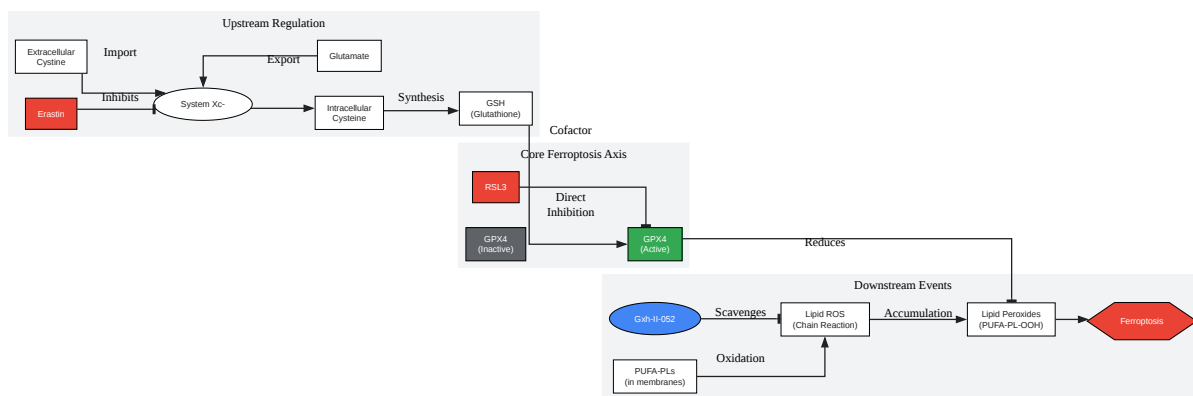 Upstream Regulation
Extracellular
Cystine
Import
Export
Glutamate
Erastin
Inhibits
System Xc-
Intracellular
Cysteine
Synthesis
GSH
(Glutathione)
Cofactor
Core Ferroptosis Axis
RSL3
Direct
Inhibition
GPX4
(Inactive)
GPX4
(Active)
Reduces
Downstream Events
Gxh-II-052
Scavenges
Lipid ROS
(Chain Reaction)
Accumulation
Lipid Peroxides
(PUFA-PL-OOH)
Ferroptosis
Oxidation
PUFA-PLs
(in membranes)